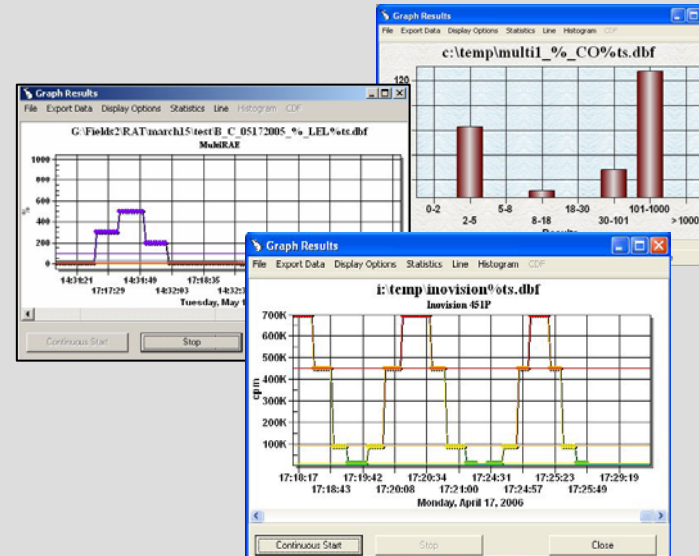 Graph Results
File Export Data Display Options Statistics Line Histogram CDF
c:\temp\multi1_%_CO%ts.dbf
120
0-2 5-8 18-30 101-1000
2-5 8-18 30-101 >1000
Graph Results
File Export Data Display Options Statistics Line Histogram CDF
G:\Fields2\RAT\march15\test\B_C_05172005_%_LEL%ts.dbf
MultiRAE
1000
800
600
400
200
0
%
14:31:21 14:31:49 17:18:35
17:17:29 14:32:03
Tuesday, May 1
Continuous Start Stop
Graph Results
File Export Data Display Options Statistics Line Histogram CDF
i:\temp\inovision%ts.dbf
Inovision 451P
700K
600K
500K
400K
300K
200K
100K
cpm
17:10:17 17:19:42 17:20:34 17:24:31 17:25:23 17:29:19
17:18:43 17:20:08 17:21:00 17:24:57 17:25:49
Monday, April 17, 2006
Continuous Start Stop Close